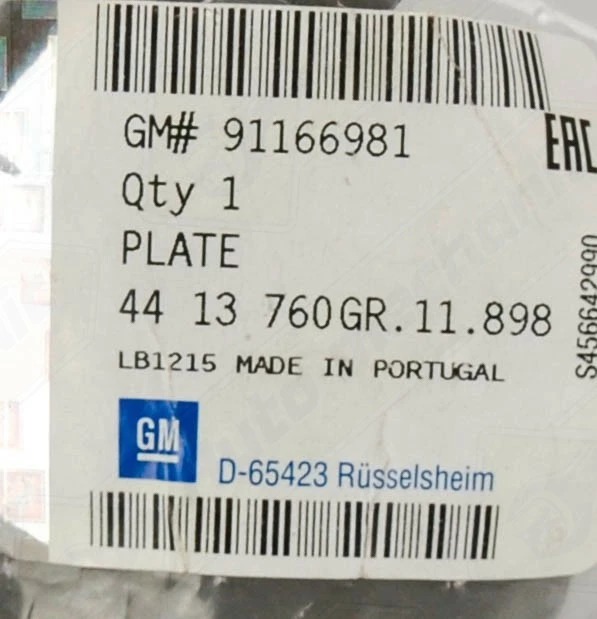 GM# 91166981
EAC
Qty 1
PLATE
44 13 760GR.11.898
LB1215 MADE IN PORTUGAL
S456642990
GM
D-65423 Rüsselsheim